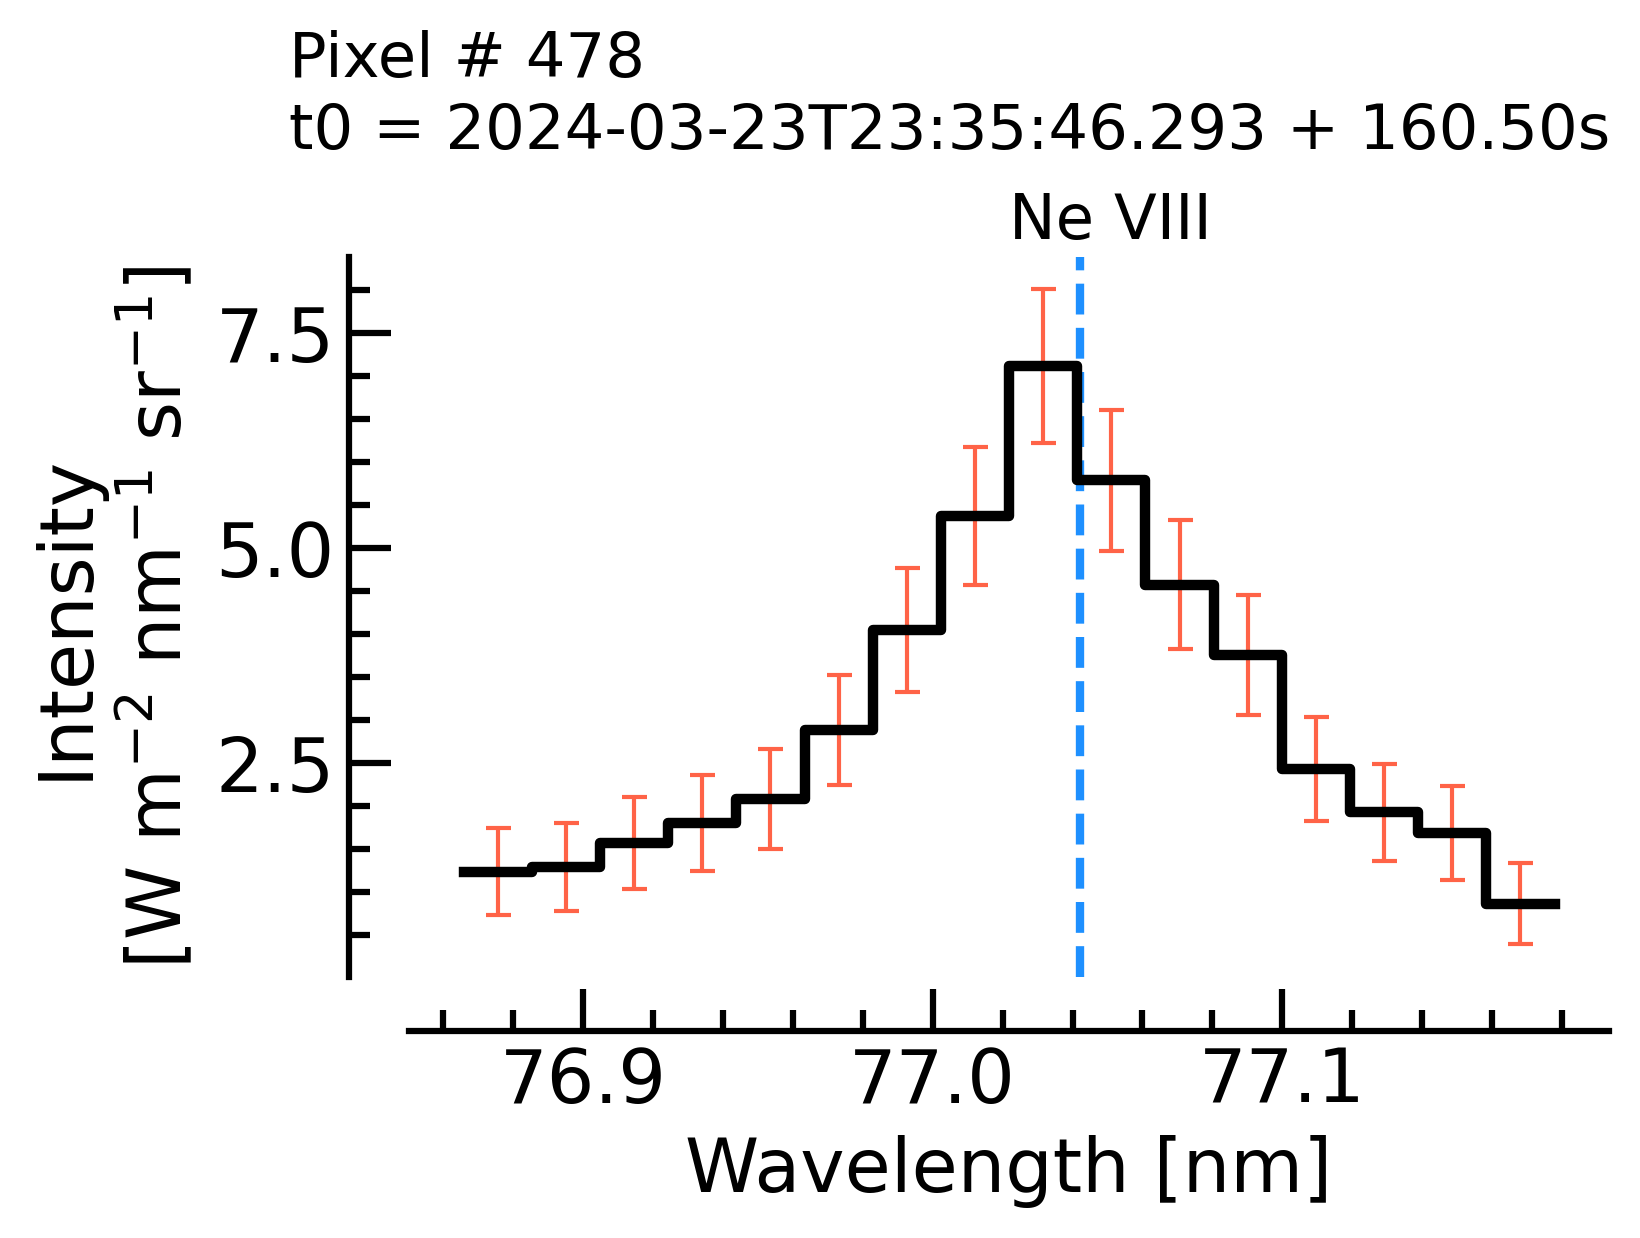 Pixel # 478
t0 = 2024-03-23T23:35:46.293 + 160.50s
Ne VIII
Intensity
[W m⁻² nm⁻¹ sr⁻¹]
7.5
5.0
2.5
76.9 77.0 77.1
Wavelength [nm]